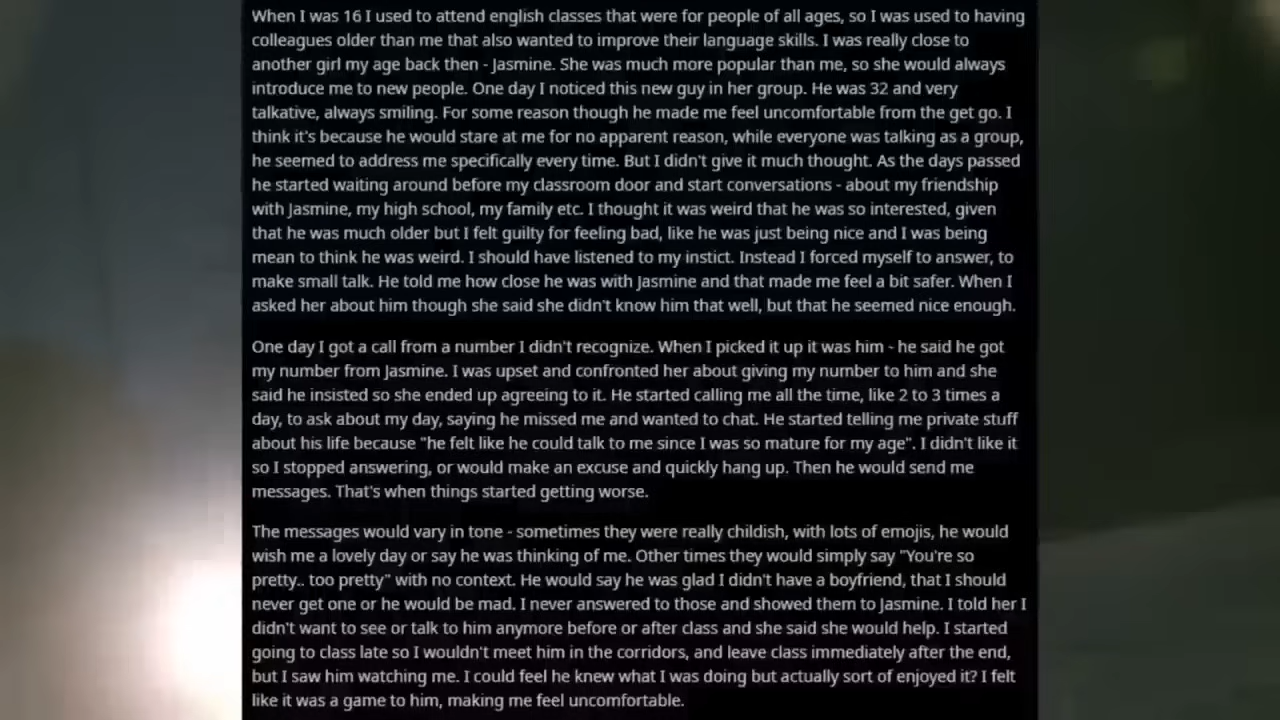 When I was 16 I used to attend english classes that were for people of all ages, so I was used to having
colleagues older than me that also wanted to improve their language skills. I was really close to
another girl my age back then - Jasmine. She was much more popular than me, so she would always
introduce me to new people. One day I noticed this new guy in her group. He was 32 and very
talkative, always smiling. For some reason though he made me feel uncomfortable from the get go. I
think it's because he would stare at me for no apparent reason, while everyone was talking as a group,
he seemed to address me specifically every time. But I didn't give it much thought. As the days passed
he started waiting around before my classroom door and start conversations - about my friendship
with Jasmine, my high school, my family etc. I thought it was weird that he was so interested, given
that he was much older but I felt guilty for feeling bad, like he was just being nice and I was being
mean to think he was weird. I should have listened to my instict. Instead I forced myself to answer, to
make small talk. He told me how close he was with Jasmine and that made me feel a bit safer. When I
asked her about him though she said she didn't know him that well, but that he seemed nice enough.
One day I got a call from a number I didn't recognize. When I picked it up it was him - he said he got
my number from Jasmine. I was upset and confronted her about giving my number to him and she
said he insisted so she ended up agreeing to it. He started calling me all the time, like 2 to 3 times a
day, to ask about my day, saying he missed me and wanted to chat. He started telling me private stuff
about his life because "he felt like he could talk to me since I was so mature for my age". I didn't like it
so I stopped answering, or would make an excuse and quickly hang up. Then he would send me
messages. That's when things started getting worse.
The messages would vary in tone - sometimes they were really childish, with lots of emojis, he would
wish me a lovely day or say he was thinking of me. Other times they would simply say "You're so
pretty.. too pretty" with no context. He would say he was glad I didn't have a boyfriend, that I should
never get one or he would be mad. I never answered to those and showed them to Jasmine. I told her I
didn't want to see or talk to him anymore before or after class and she said she would help. I started
going to class late so I wouldn't meet him in the corridors, and leave class immediately after the end,
but I saw him watching me. I could feel he knew what I was doing but actually sort of enjoyed it? I felt
like it was a game to him, making me feel uncomfortable.